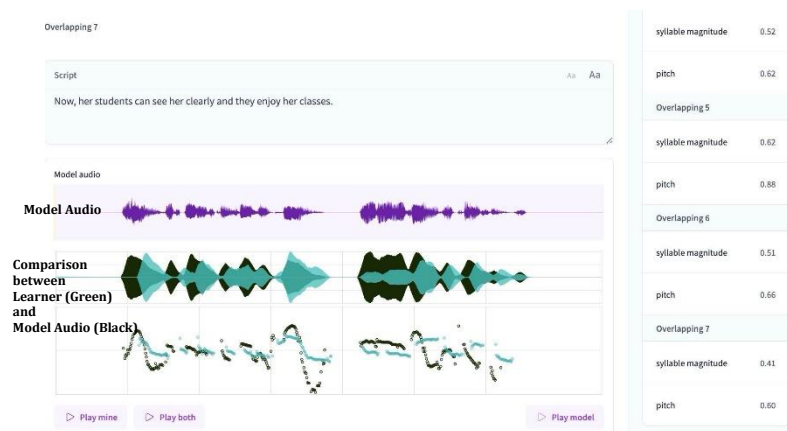 Overlapping 7
Script
Aa Aa
Now, her students can see her clearly and they enjoy her classes.
Model audio
Model Audio
Comparison
between
Learner (Green)
and
Model Audio (Black)
Play mine
Play both
Play model
syllable magnitude 0.52
pitch 0.62
Overlapping 5
syllable magnitude 0.62
pitch 0.88
Overlapping 6
syllable magnitude 0.51
pitch 0.66
Overlapping 7
syllable magnitude 0.41
pitch 0.60